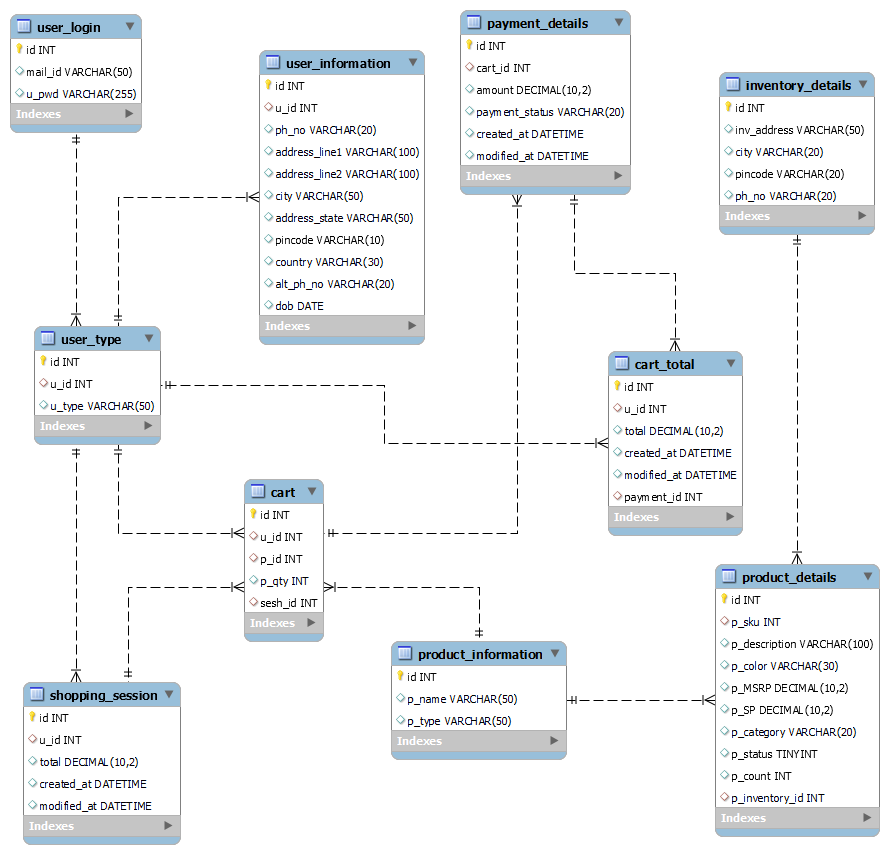 user_login
id INT
mail_id VARCHAR(50)
u_pwd VARCHAR(255)
Indexes
user_information
id INT
u_id INT
ph_no VARCHAR(20)
address_line1 VARCHAR(100)
address_line2 VARCHAR(100)
city VARCHAR(50)
address_state VARCHAR(50)
pincode VARCHAR(10)
country VARCHAR(30)
alt_ph_no VARCHAR(20)
dob DATE
Indexes
payment_details
id INT
cart_id INT
amount DECIMAL(10,2)
payment_status VARCHAR(20)
created_at DATETIME
modified_at DATETIME
Indexes
inventory_details
id INT
inv_address VARCHAR(50)
city VARCHAR(20)
pincode VARCHAR(20)
ph_no VARCHAR(20)
Indexes
user_type
id INT
u_id INT
u_type VARCHAR(50)
Indexes
cart_total
id INT
u_id INT
total DECIMAL(10,2)
created_at DATETIME
modified_at DATETIME
payment_id INT
Indexes
cart
id INT
u_id INT
p_id INT
p_qty INT
sesh_id INT
Indexes
product_details
id INT
p_sku INT
p_description VARCHAR(100)
p_color VARCHAR(30)
p_MSRP DECIMAL(10,2)
p_SP DECIMAL(10,2)
p_category VARCHAR(20)
p_status TINYINT
p_count INT
p_inventory_id INT
Indexes
product_information
id INT
p_name VARCHAR(50)
p_type VARCHAR(50)
Indexes
shopping_session
id INT
u_id INT
total DECIMAL(10,2)
created_at DATETIME
modified_at DATETIME
Indexes